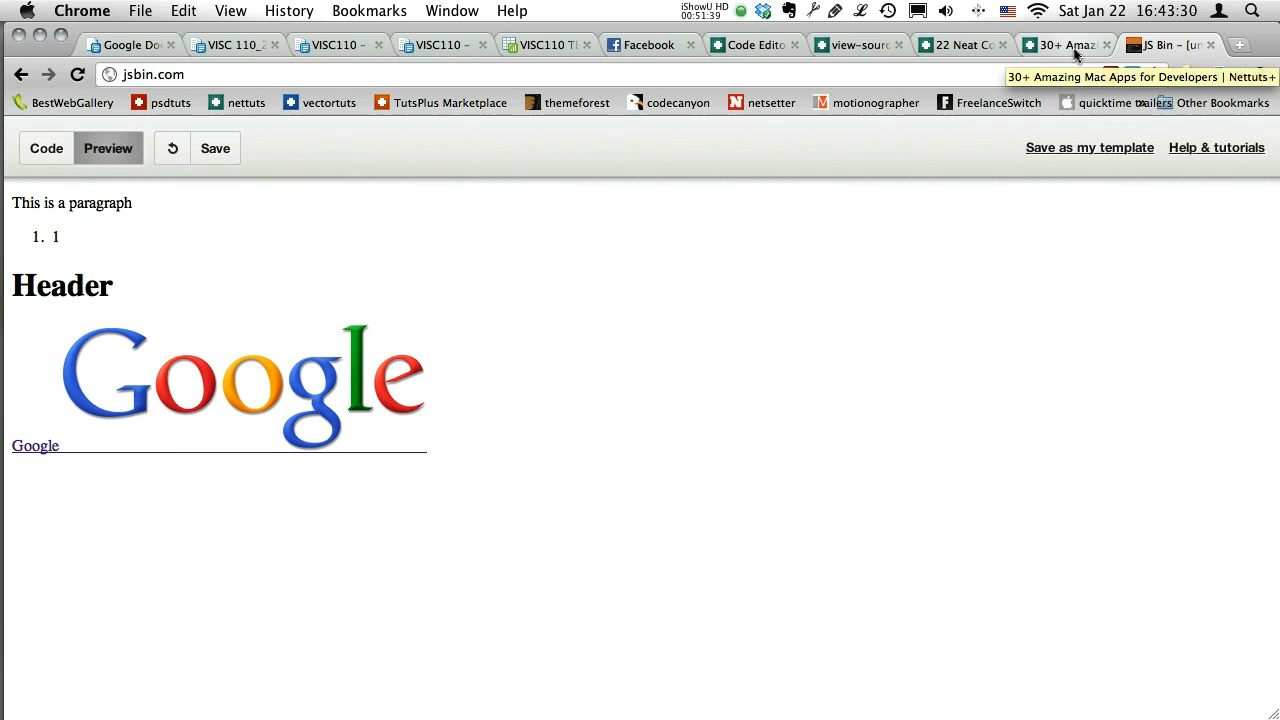 Chrome File Edit View History Bookmarks Window Help iShowU HD 00:51:39 Sat Jan 22 16:43:30
Google Do VISC 110_ VISC110 - VISC110 - VISC110 T Facebook Code Edito view-sourc 22 Neat Co 30+ Amazi JS Bin - [un
jsbin.com
30+ Amazing Mac Apps for Developers | Nettuts+
BestWebGallery psdtuts nettuts vectortuts TutsPlus Marketplace themeforest codecanyon netsetter motionographer FreelanceSwitch quicktime trailers Other Bookmarks
Code Preview Save Save as my template Help & tutorials
This is a paragraph
1. 1
Header
Google
Google